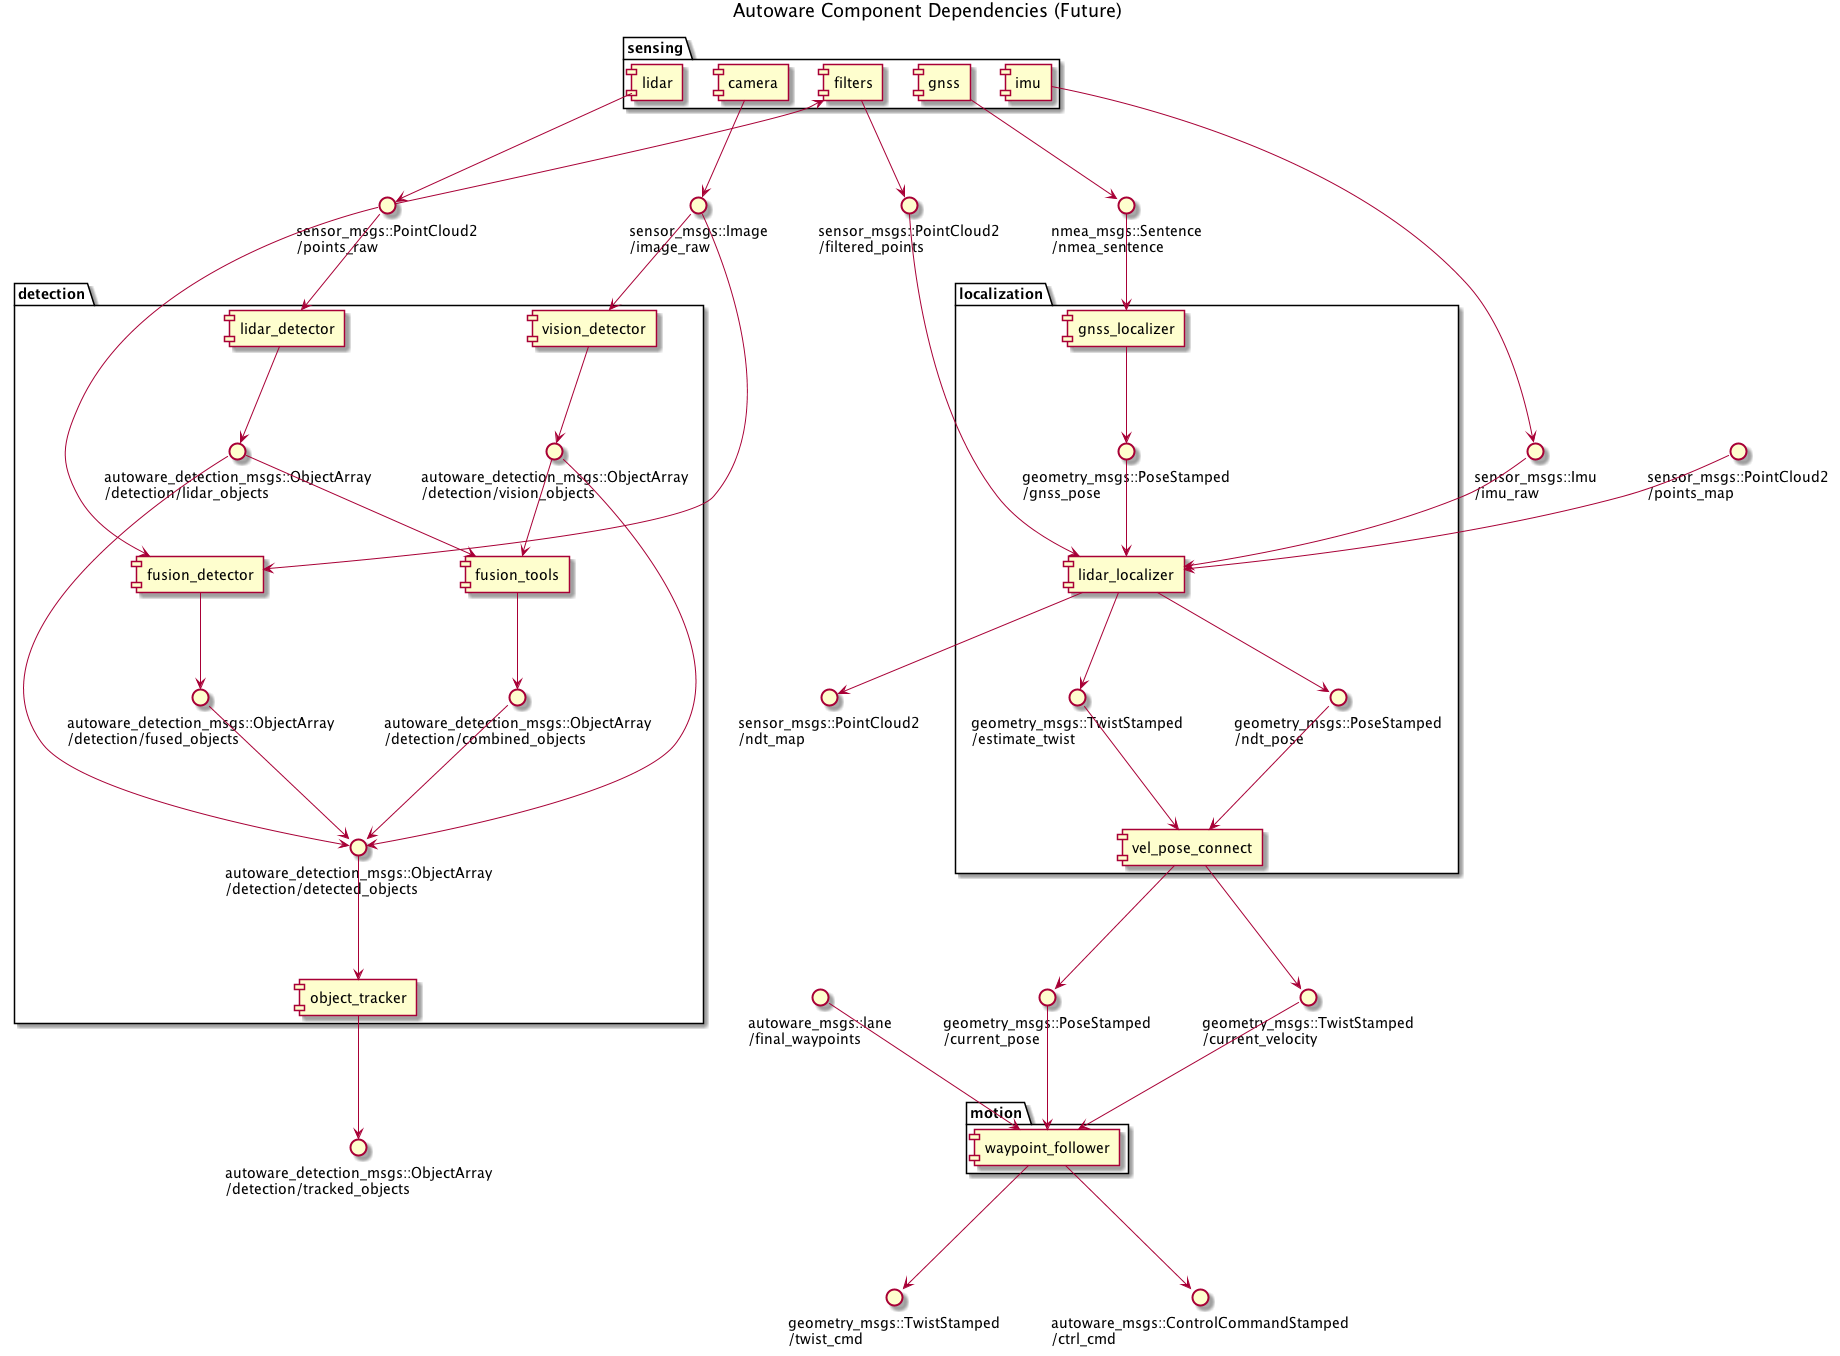 Autoware Component Dependencies (Future)
sensing
lidar
camera
filters
gnss
imu
sensor_msgs::PointCloud2
/points_raw
sensor_msgs::Image
/image_raw
sensor_msgs::PointCloud2
/filtered_points
nmea_msgs::Sentence
/nmea_sentence
detection
localization
lidar_detector
vision_detector
gnss_localizer
autoware_detection_msgs::ObjectArray
/detection/lidar_objects
autoware_detection_msgs::ObjectArray
/detection/vision_objects
geometry_msgs::PoseStamped
/gnss_pose
sensor_msgs::Imu
/imu_raw
sensor_msgs::PointCloud2
/points_map
fusion_detector
fusion_tools
lidar_localizer
autoware_detection_msgs::ObjectArray
/detection/fused_objects
autoware_detection_msgs::ObjectArray
/detection/combined_objects
sensor_msgs::PointCloud2
/ndt_map
geometry_msgs::TwistStamped
/estimate_twist
geometry_msgs::PoseStamped
/ndt_pose
vel_pose_connect
autoware_detection_msgs::ObjectArray
/detection/detected_objects
object_tracker
autoware_msgs::lane
/final_waypoints
geometry_msgs::PoseStamped
/current_pose
geometry_msgs::TwistStamped
/current_velocity
motion
waypoint_follower
autoware_detection_msgs::ObjectArray
/detection/tracked_objects
geometry_msgs::TwistStamped
/twist_cmd
autoware_msgs::ControlCommandStamped
/ctrl_cmd